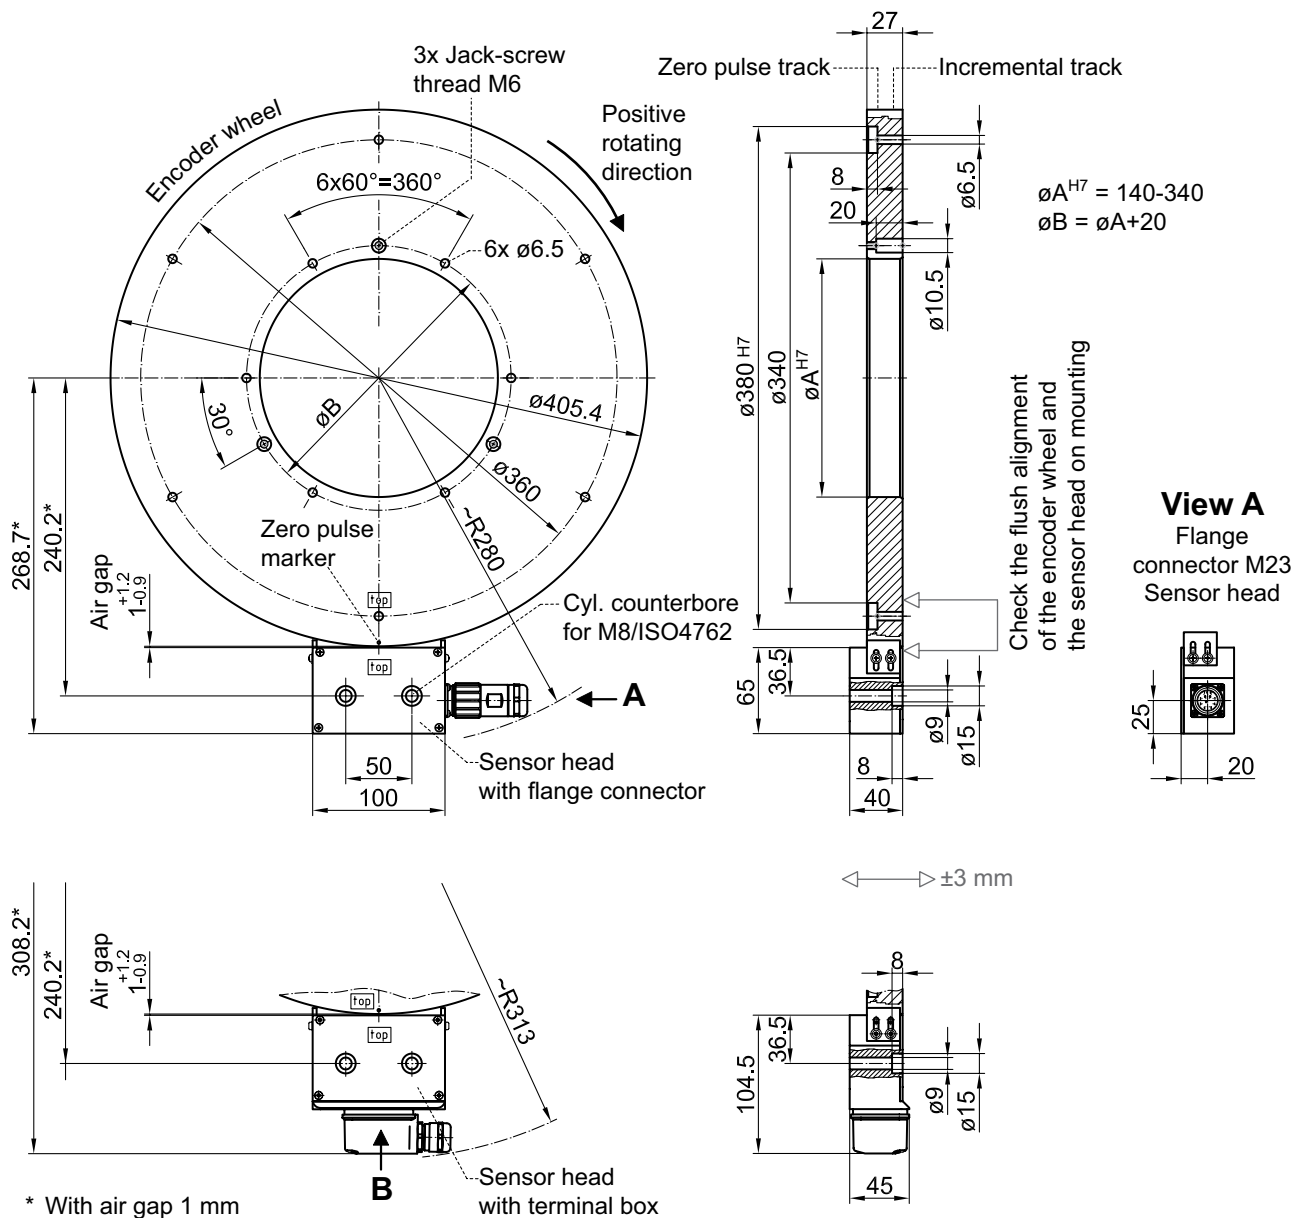 27
3x Jack-screw
thread M6
Zero pulse track
Incremental track
Encoder wheel
Positive
rotating
direction
6x60°=360°
6x ø6.5
8
20
ø6.5
øA^H7 = 140-340
øB = øA+20
ø10.5
ø380 H7
ø340
øA^H7
30°
øB
ø405.4
ø360
~R280
Check the flush alignment
of the encoder wheel and
the sensor head on mounting
View A
Flange
connector M23
Sensor head
268.7*
240.2*
Air gap
+1.2
1-0.9
Zero pulse
marker
top
top
Cyl. counterbore
for M8/ISO4762
A
65
36.5
ø9
ø15
25
20
50
100
Sensor head
with flange connector
8
40
±3 mm
308.2*
240.2*
Air gap
+1.2
1-0.9
top
top
~R313
8
104.5
36.5
ø9
ø15
B
Sensor head
with terminal box
45
* With air gap 1 mm